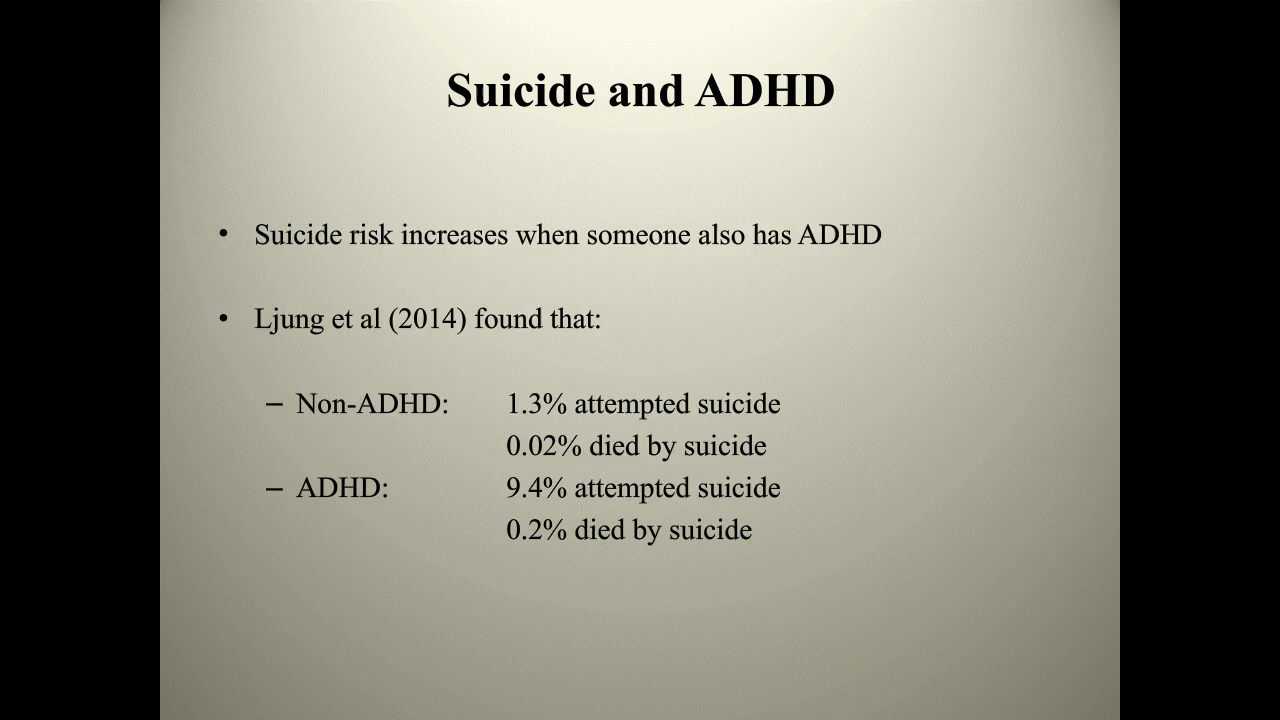 Suicide and ADHD
• Suicide risk increases when someone also has ADHD
• Ljung et al (2014) found that:
– Non-ADHD: 1.3% attempted suicide
0.02% died by suicide
– ADHD: 9.4% attempted suicide
0.2% died by suicide